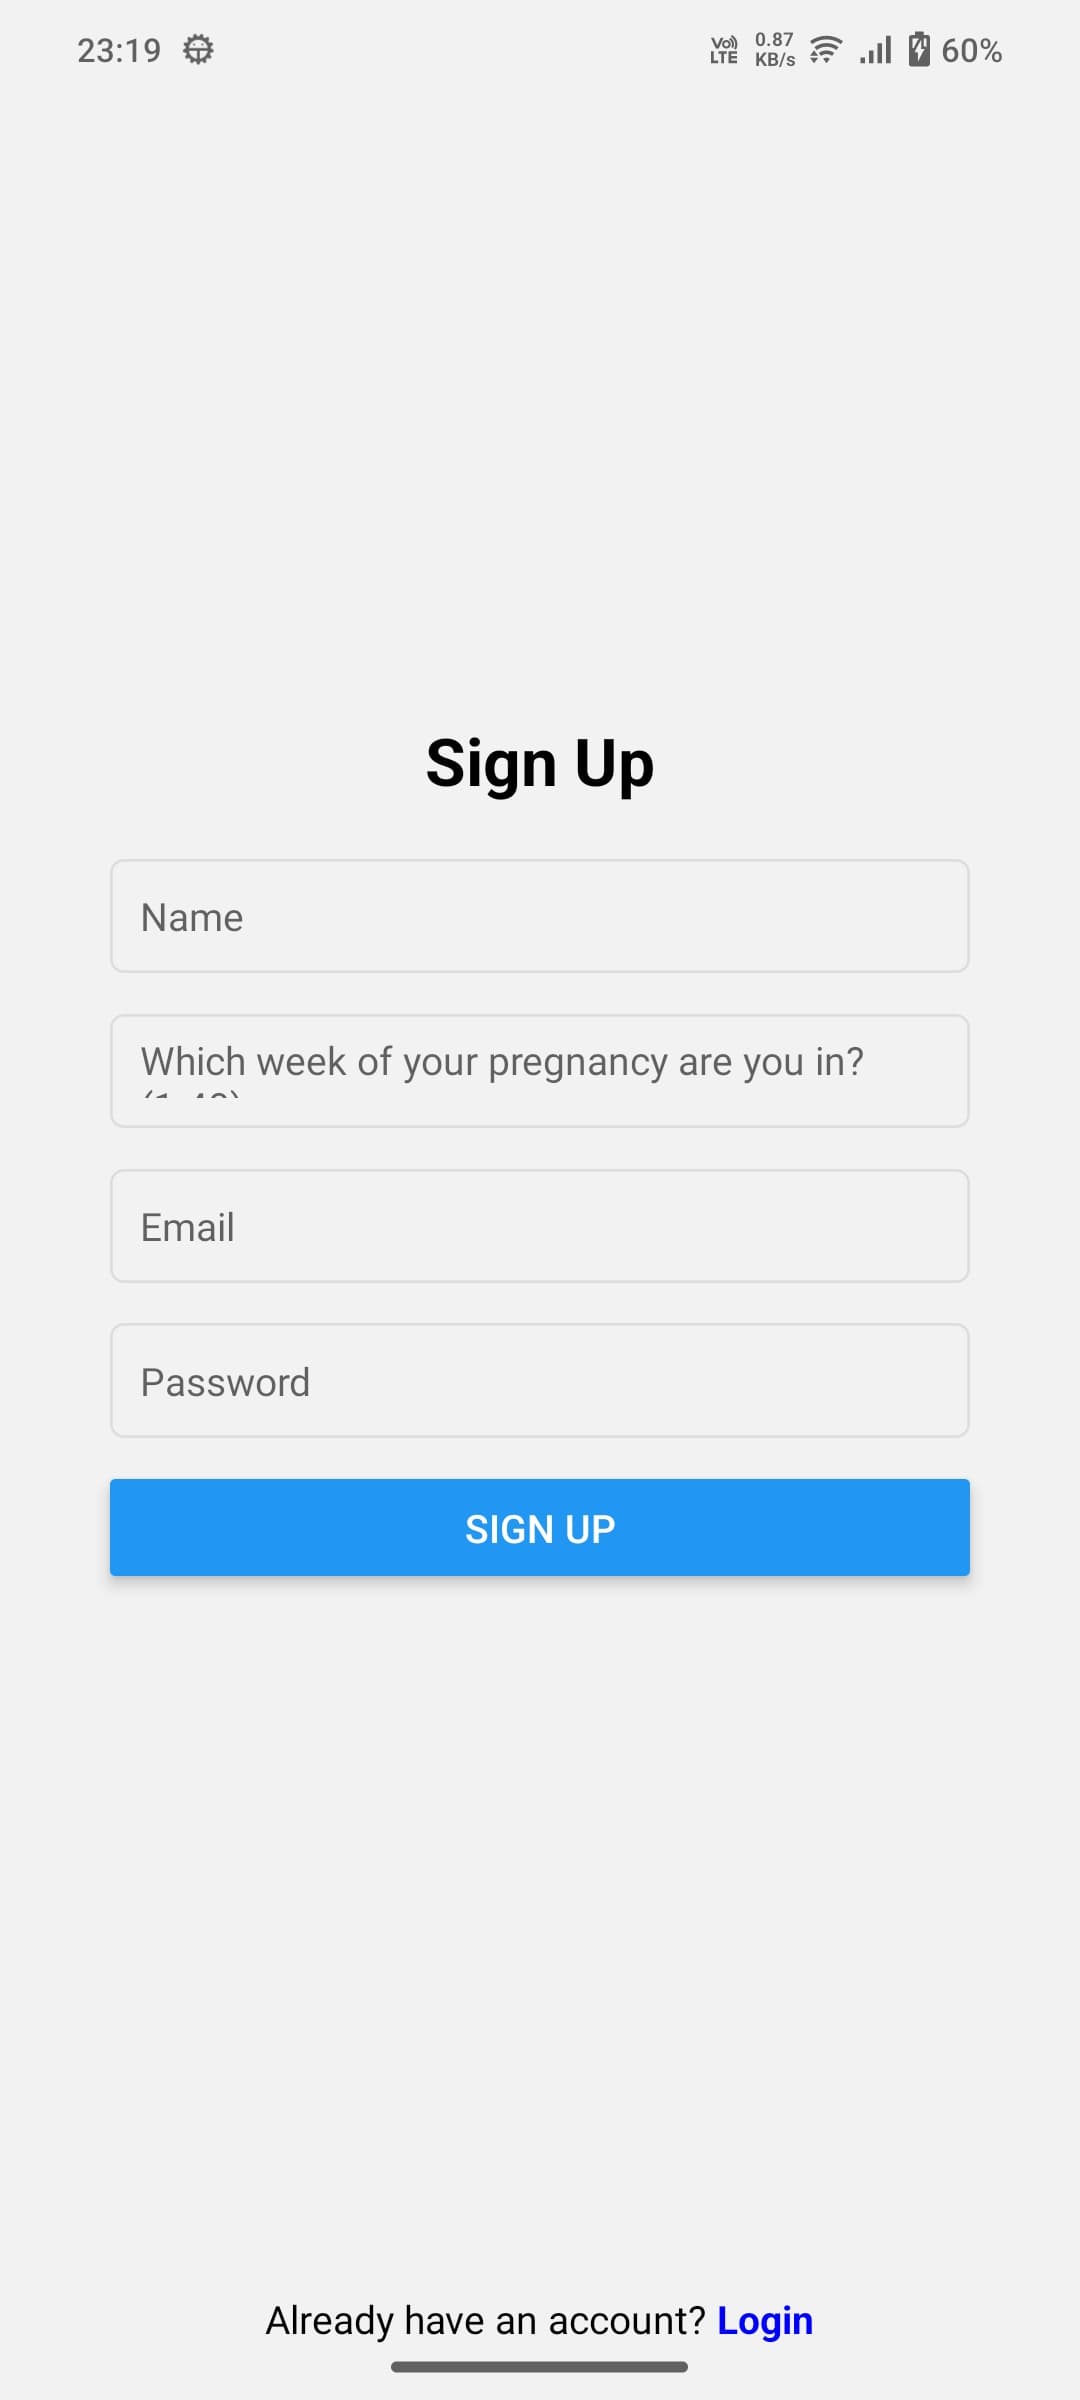 23:19
Vo)) LTE 0.87 KB/s 60%
Sign Up
Name
Which week of your pregnancy are you in?
Email
Password
SIGN UP
Already have an account? Login